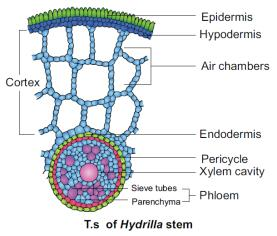 Epidermis
Hypodermis
Air chambers
Cortex
Endodermis
Pericycle
Xylem cavity
Sieve tubes
Phloem
Parenchyma
T.s of Hydrilla stem